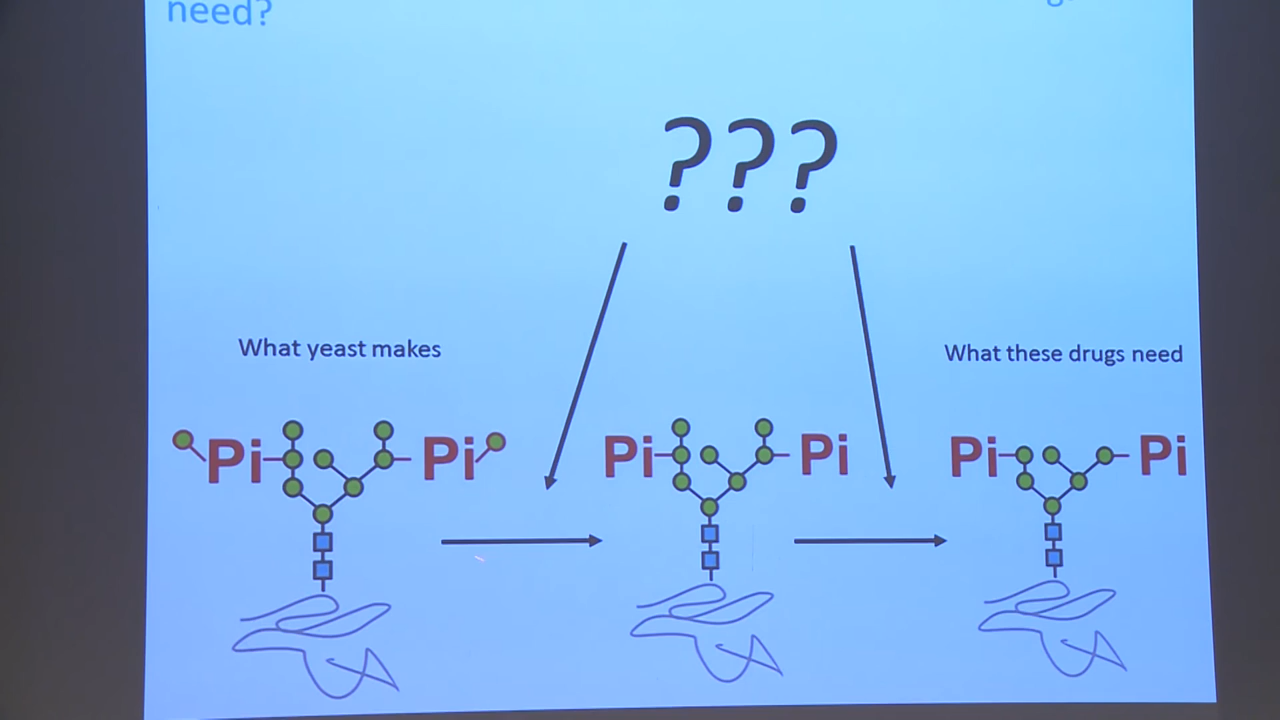 need?
???
What yeast makes
What these drugs need
Pi Pi Pi Pi Pi Pi